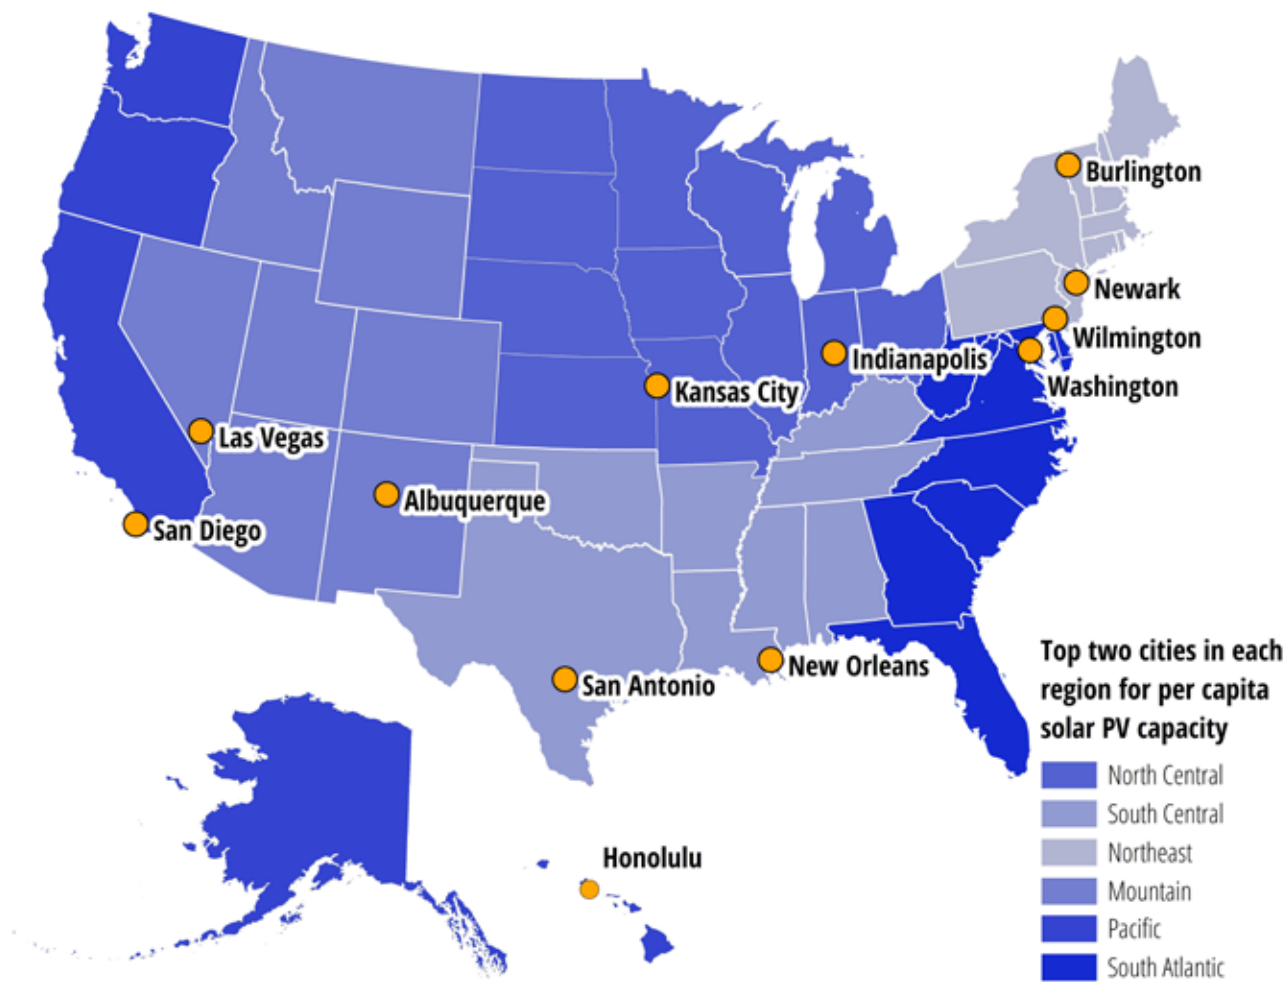 Burlington
Newark
Wilmington
Washington
Indianapolis
Kansas City
Las Vegas
Albuquerque
San Diego
New Orleans
San Antonio
Honolulu
Top two cities in each
region for per capita
solar PV capacity
North Central
South Central
Northeast
Mountain
Pacific
South Atlantic